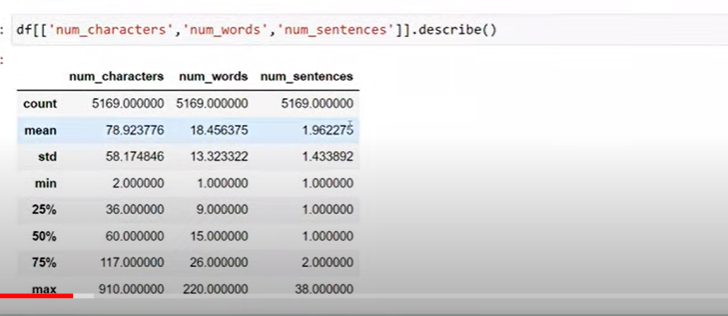 : df[['num_characters','num_words','num_sentences']].describe()
:
num_characters num_words num_sentences
count 5169.000000 5169.000000 5169.000000
mean 78.923776 18.456375 1.962275
std 58.174846 13.323322 1.433892
min 2.000000 1.000000 1.000000
25% 36.000000 9.000000 1.000000
50% 60.000000 15.000000 1.000000
75% 117.000000 26.000000 2.000000
max 910.000000 220.000000 38.000000